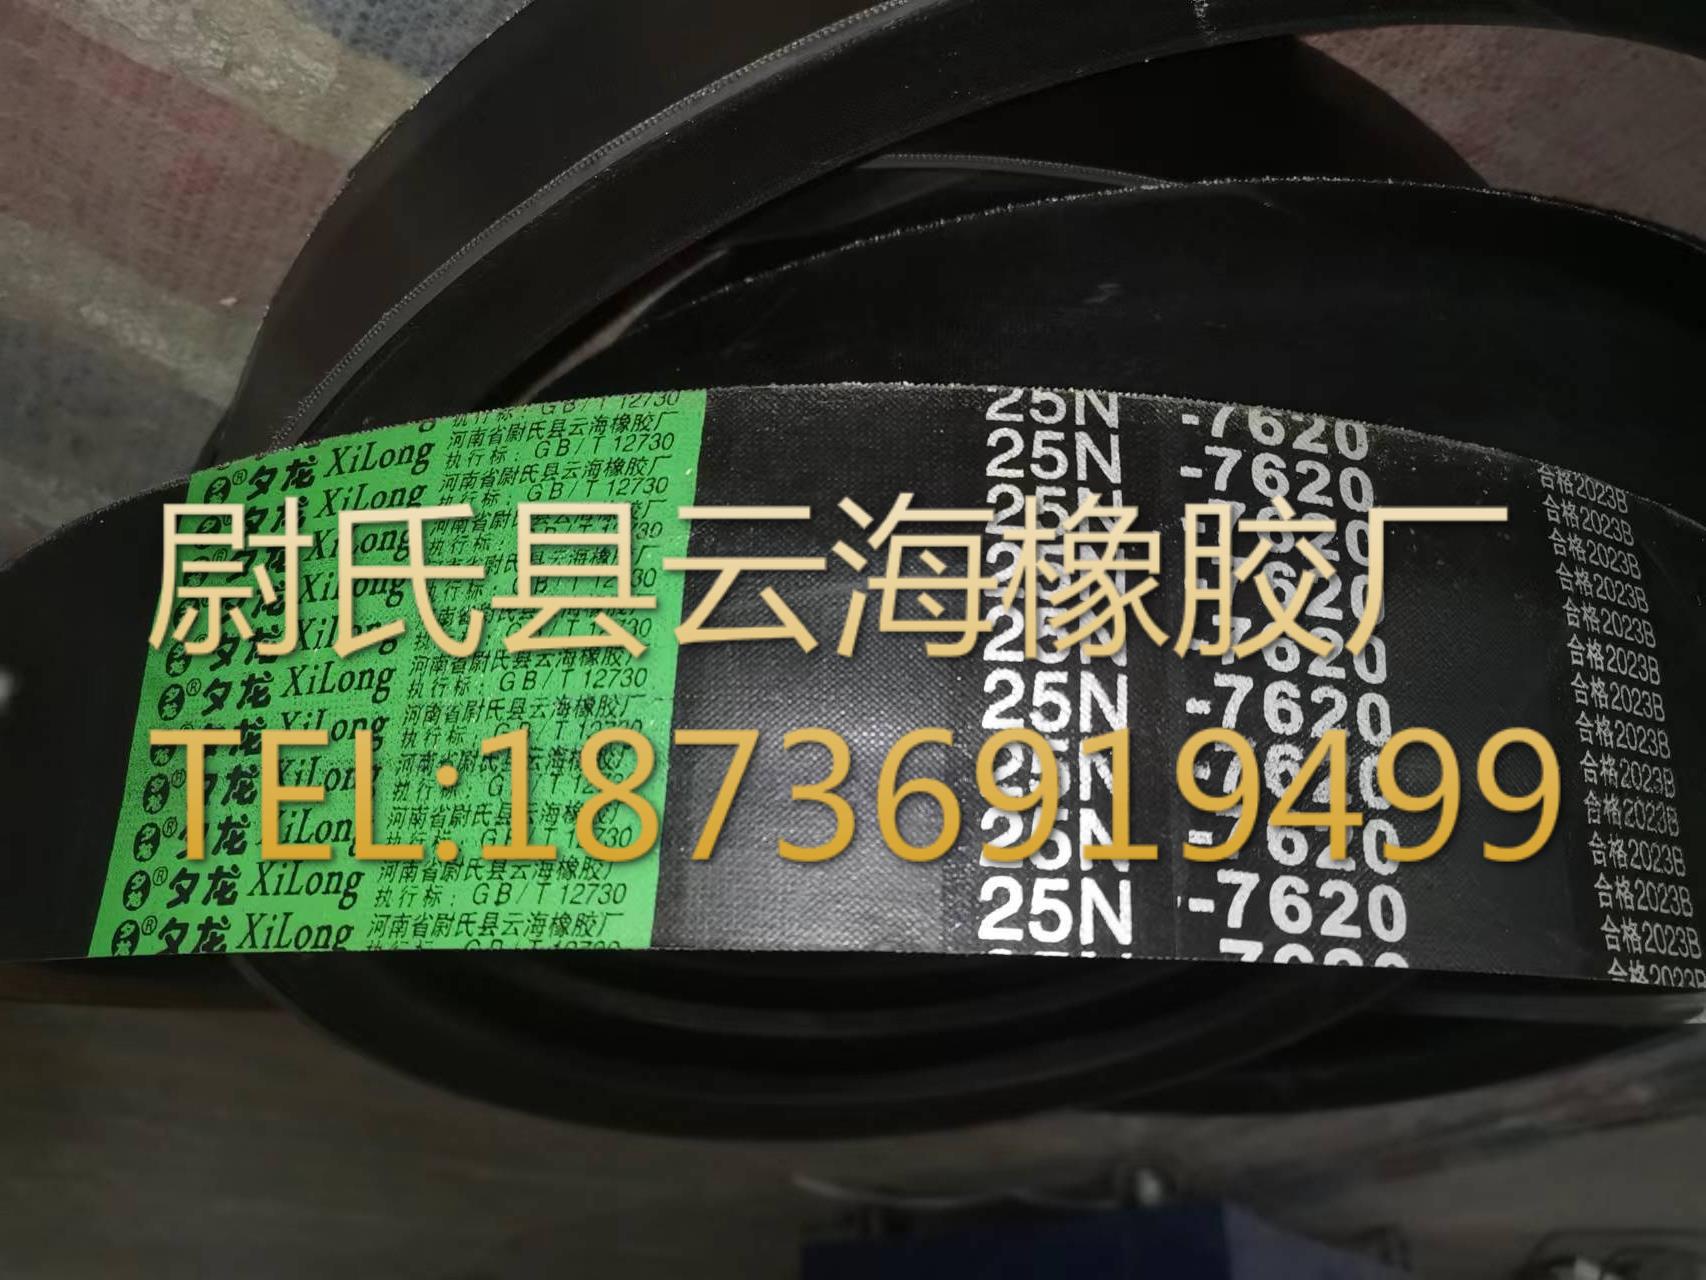 夕龙 XiLong 河南省尉氏县云海橡胶厂
执行标:GB/T 12730
25N -7620
合格2023B
尉氏县云海橡胶厂
TEL:18736919499